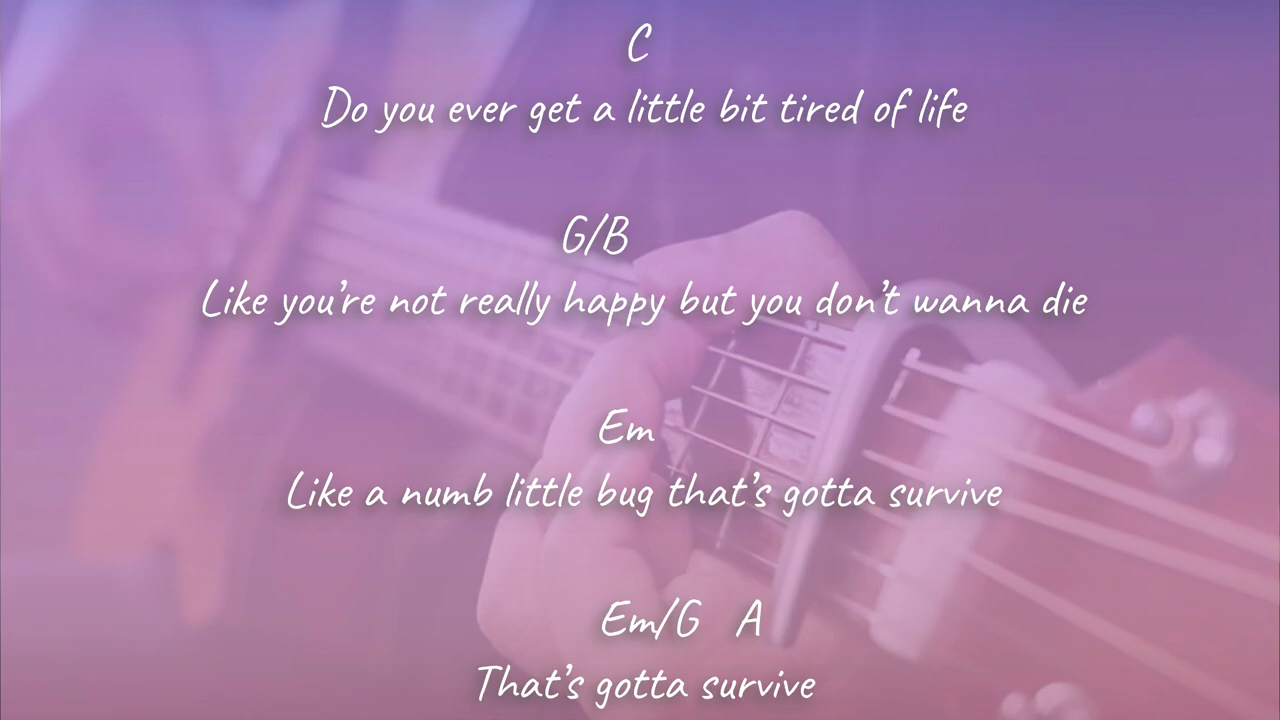 C
Do you ever get a little bit tired of life
G/B
Like you're not really happy but you don't wanna die
Em
Like a numb little bug that's gotta survive
Em/G A
That's gotta survive